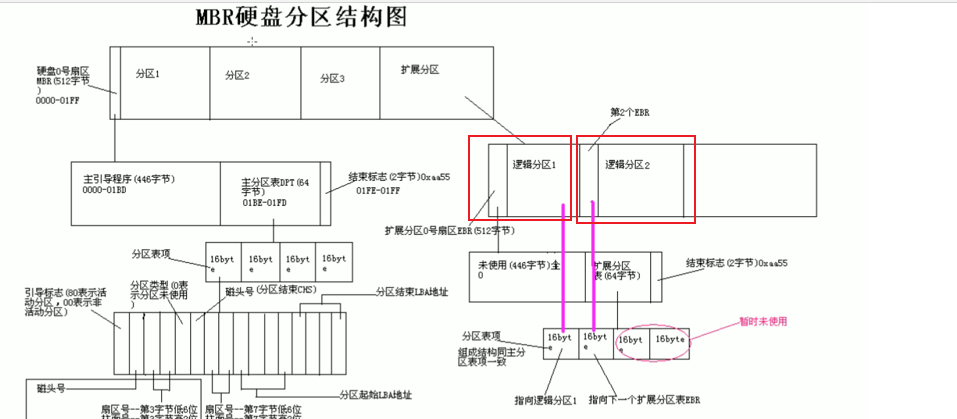 MBR硬盘分区结构图
硬盘0号扇区
MBR(512字节
)
0000-01FF
分区1
分区2
分区3
扩展分区
第2个EBR
逻辑分区1
逻辑分区2
主引导程序(446字节)
0000-01BD
主分区表DPT(64
字节)
01BE-01FD
结束标志(2字节)0xaa55
01FE-01FF
扩展分区0号扇区EBR(512字节)
分区表项
16byt
e
16byt
e
16byt
e
16byt
e
未使用(446字节)全
0
扩展分区
表(64字节)
结束标志(2字节)0xaa55
引导标志(80表示活
动分区，00表示非
活动分区)
分区类型(0表
示分区未使用
)
磁头号(分区结束CMS)
分区结束LBA地址
分区表项
组成结构同主分
区表项一致
16byt
e
16byt
e
16byt
e
16byte
暂时未使用
指向逻辑分区1
指向下一个扩展分区表EBR
磁头号
分区起始LBA地址
扇区号--第3字节低6位
扇区号--第7字节低6位